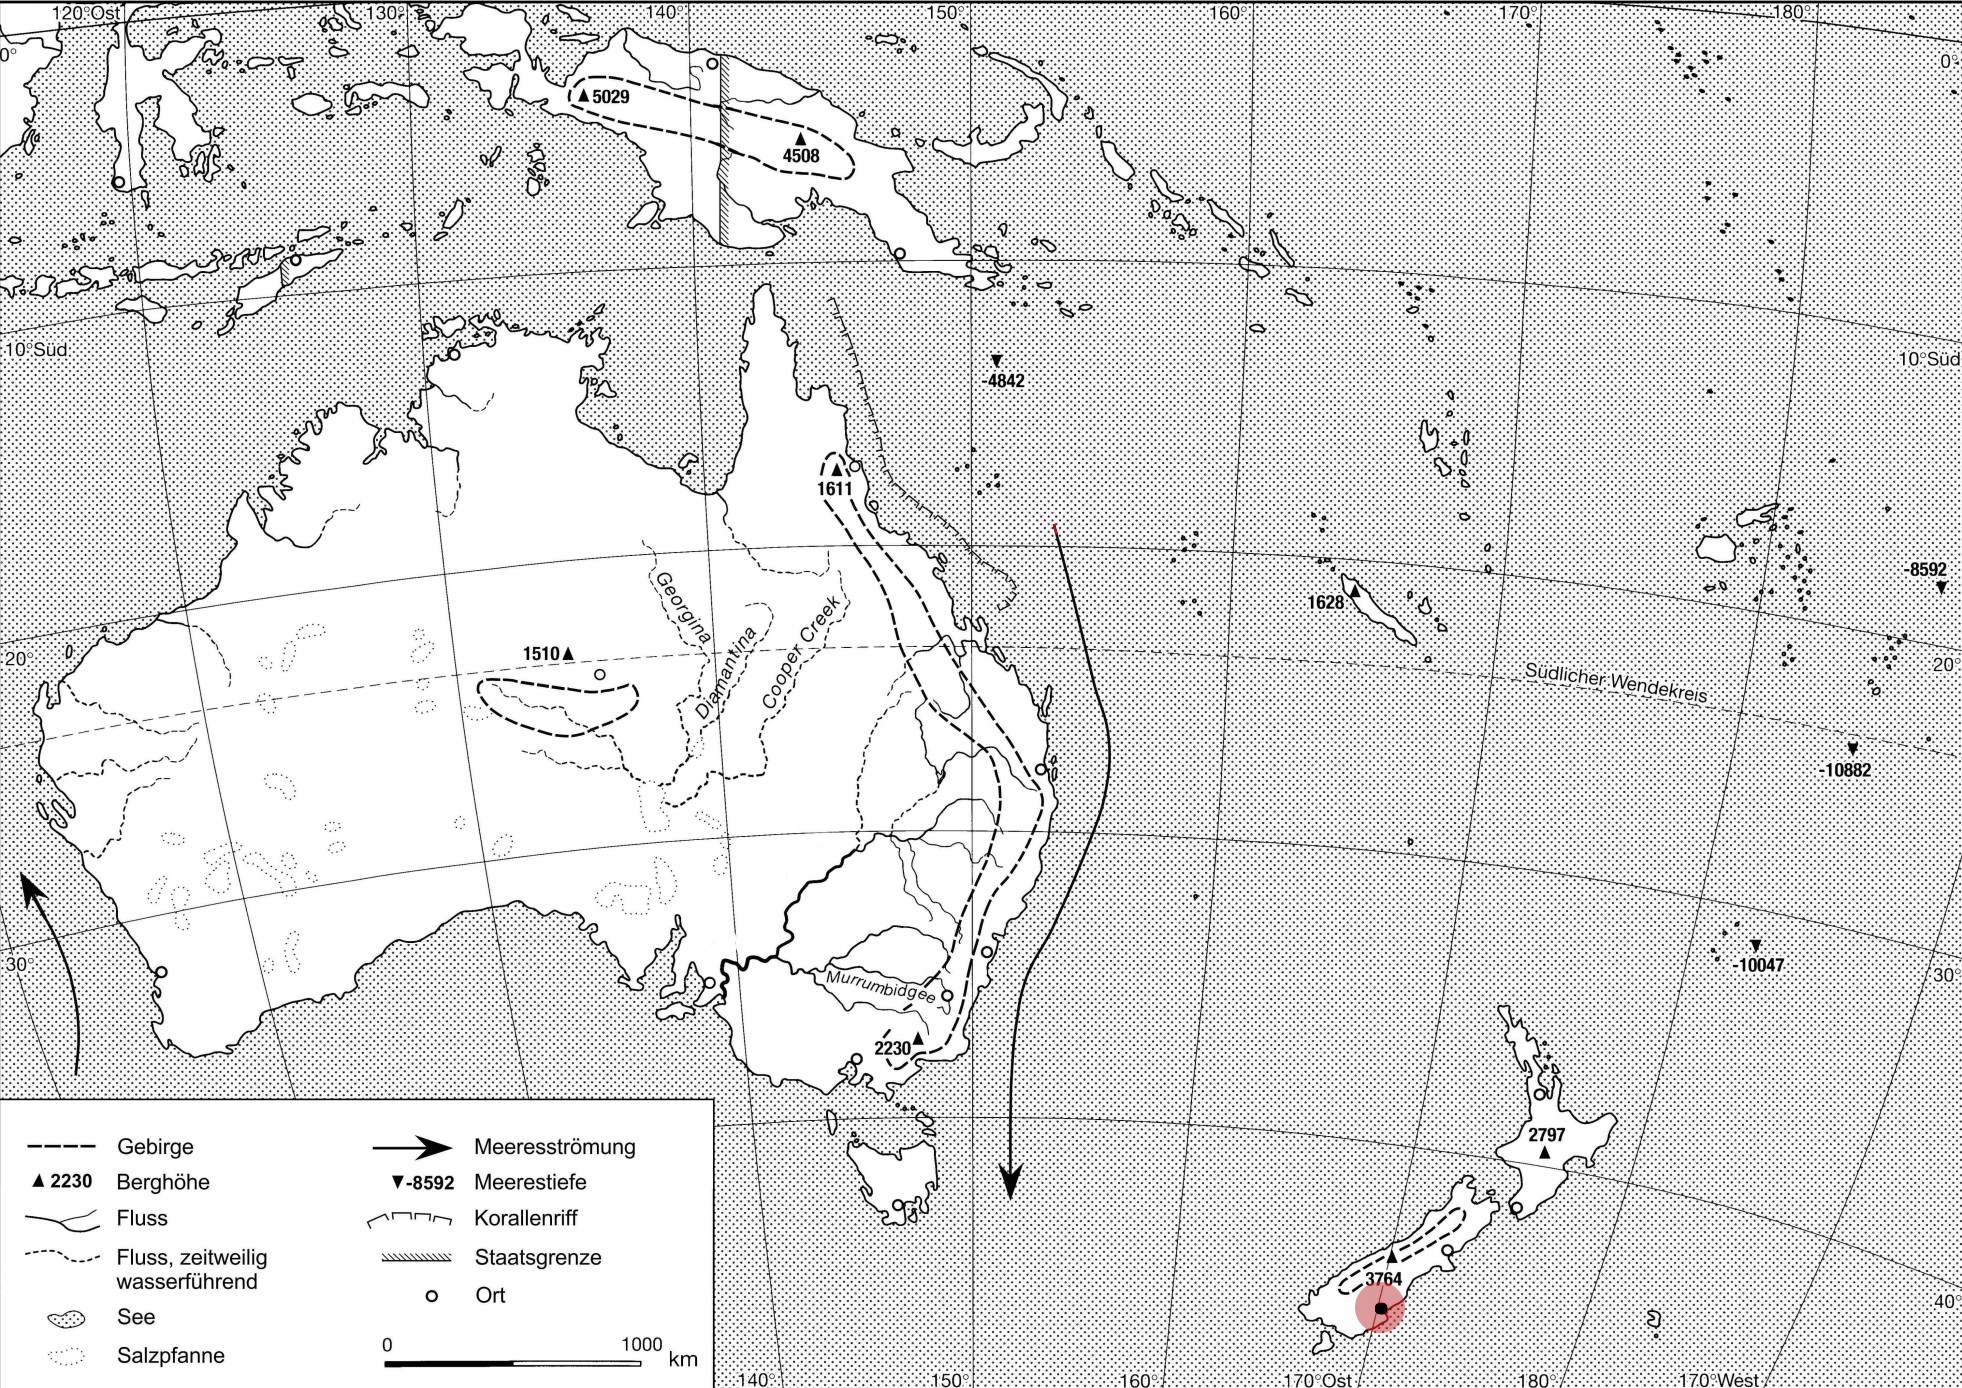 120°Ost
130°
140°
150°
160°
170°
180°
0°
0°
5029
4508
10°Süd
-4842
10°Süd
1611
Georgina
Diamantina
Cooper Creek
-8592
1628
1510
20°
20°
Südlicher Wendekreis
-10882
30°
Murrumbidgee
-10047
30°
2230
2797
3764
40°
Gebirge
2230 Berghöhe
Fluss
Fluss, zeitweilig
wasserführend
See
Salzpfanne
Meeresströmung
-8592 Meerestiefe
Korallenriff
Staatsgrenze
Ort
0 1000 km
140°
150°
160°
170°Ost
180°
170°West